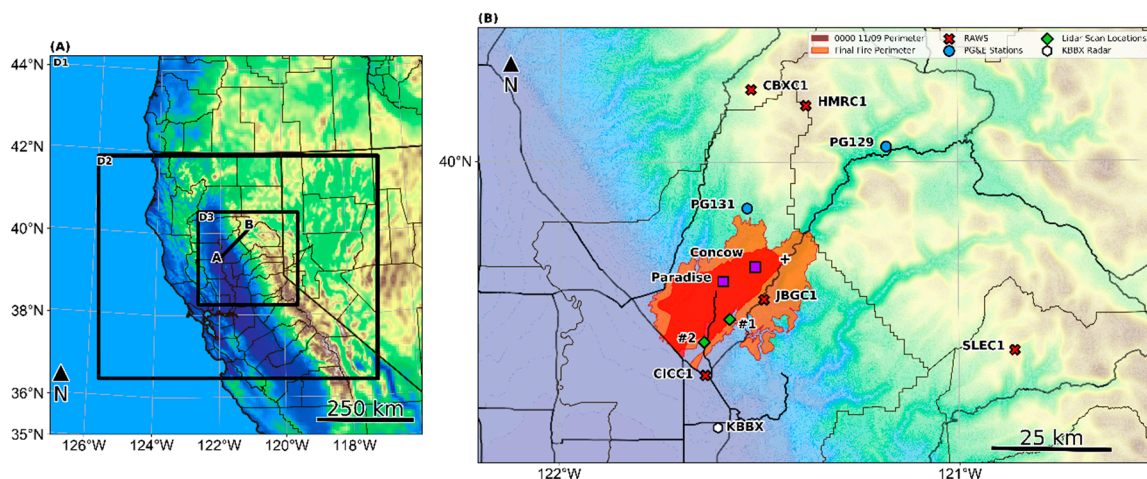 (A)
D1
D2
D3
B
A
N
250 km
44°N
42°N
40°N
38°N
36°N
35°N
126°W
124°W
122°W
120°W
118°W
(B)
0000 11/09 Perimeter
Final Fire Perimeter
RAWS
PG&E Stations
Lidar Scan Locations
KBBX Radar
N
CBXC1
HMRC1
PG129
40°N
PG131
Concow
Paradise
JBGC1
#1
#2
SLEC1
CICC1
KBBX
25 km
122°W
121°W